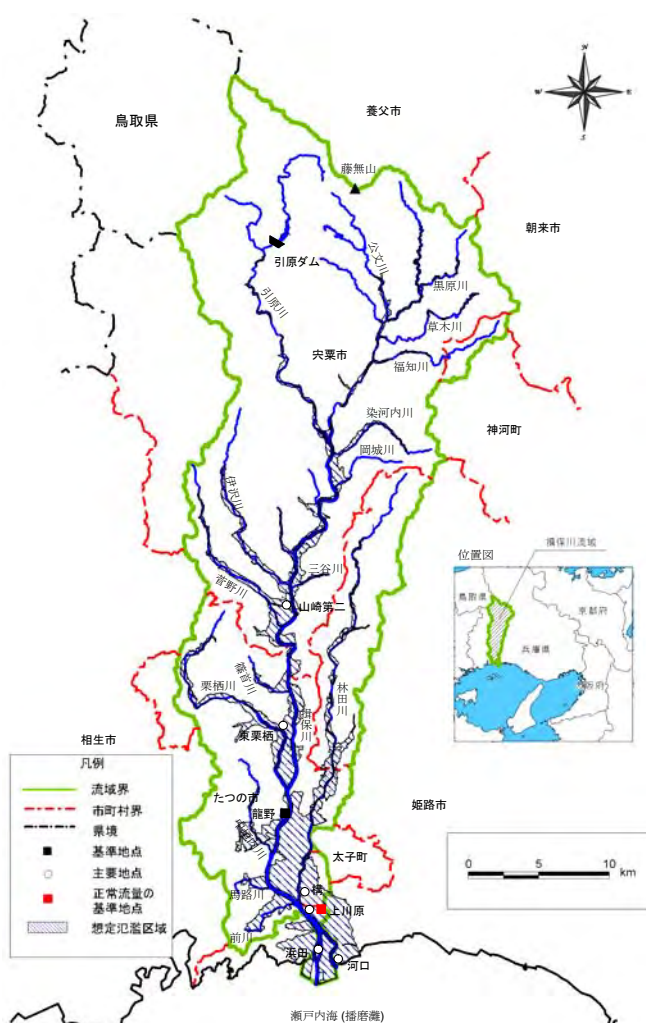 N
W
E
S
養父市
鳥取県
藤無山
朝来市
引原ダム
公文川
黒原川
引原川
草木川
宍粟市
福知川
染河内川
神河町
岡城川
伊沢川
位置図
揖保川流域
鳥取県
京都府
兵庫県
三谷川
菅野川
山崎第二
篠首川
栗栖川
林田川
揖保川
東栗栖
相生市
凡例
流域界
市町村界
県境
基準地点
主要地点
正常流量の
基準地点
想定氾濫区域
たつの市
龍野
姫路市
太子町
0 5 10
km
構
馬路川
上川原
前川
浜田
河口
瀬戸内海 (播磨灘)